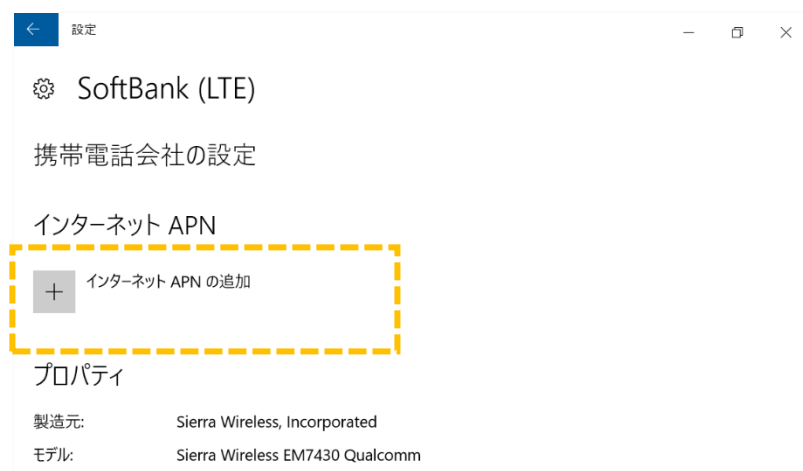 設定
SoftBank (LTE)
携帯電話会社の設定
インターネット APN
インターネット APN の追加
プロパティ
製造元: Sierra Wireless, Incorporated
モデル: Sierra Wireless EM7430 Qualcomm